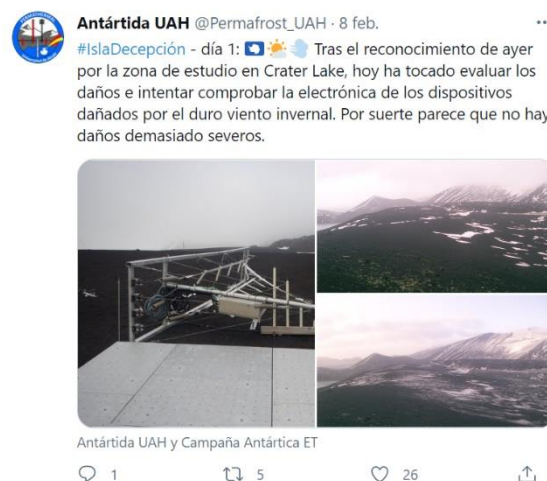 Antártida UAH @Permafrost_UAH · 8 feb.
#IslaDecepción - día 1: 🇦🇶☀️💨 Tras el reconocimiento de ayer
por la zona de estudio en Crater Lake, hoy ha tocado evaluar los
daños e intentar comprobar la electrónica de los dispositivos
dañados por el duro viento invernal. Por suerte parece que no hay
daños demasiado severos.
Antártida UAH y Campaña Antártica ET
1 5 26